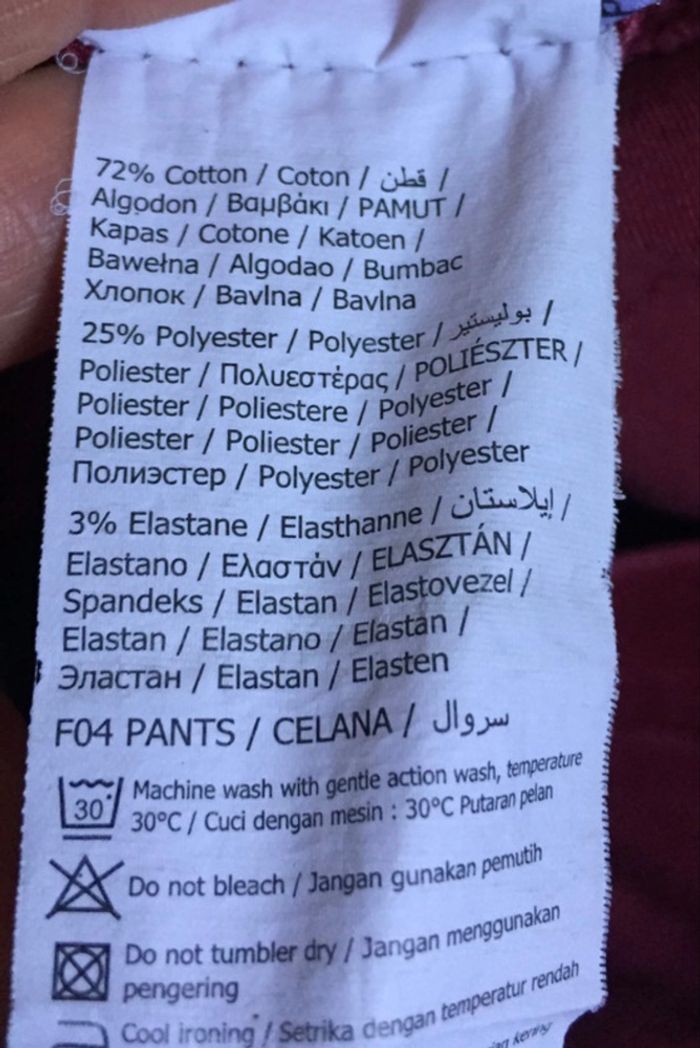 72% Cotton / Coton / قطن /
Algodon / Βαμβάκι / PAMUT /
Kapas / Cotone / Katoen /
Bawełna / Algodao / Bumbac
Хлопок / Bavlna / Bavlna
25% Polyester / Polyester / بوليستير /
Poliester / Πολυεστέρας / POLIÉSZTER /
Poliester / Poliestere / Polyester /
Poliester / Poliester / Poliester /
Полиэстер / Polyester / Polyester
3% Elastane / Elasthanne / إيلاستان /
Elastano / Ελαστάν / ELASZTÁN /
Spandeks / Elastan / Elastovezel /
Elastan / Elastano / Elastan /
Эластан / Elastan / Elasten
F04 PANTS / CELANA / سروال
30° Machine wash with gentle action wash, temperature
30°C / Cuci dengan mesin : 30°C Putaran pelan
Do not bleach / Jangan gunakan pemutih
Do not tumbler dry / Jangan menggunakan
pengering
Cool ironing / Setrika dengan temperatur rendah
kering